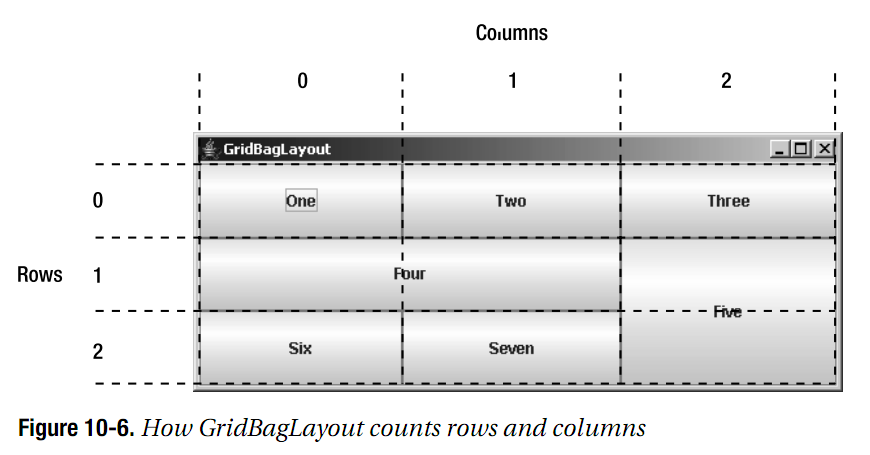 Columns
0 1 2
GridBagLayout
0 One Two Three
Rows 1 Four
Five
2 Six Seven
Figure 10-6. How GridBagLayout counts rows and columns